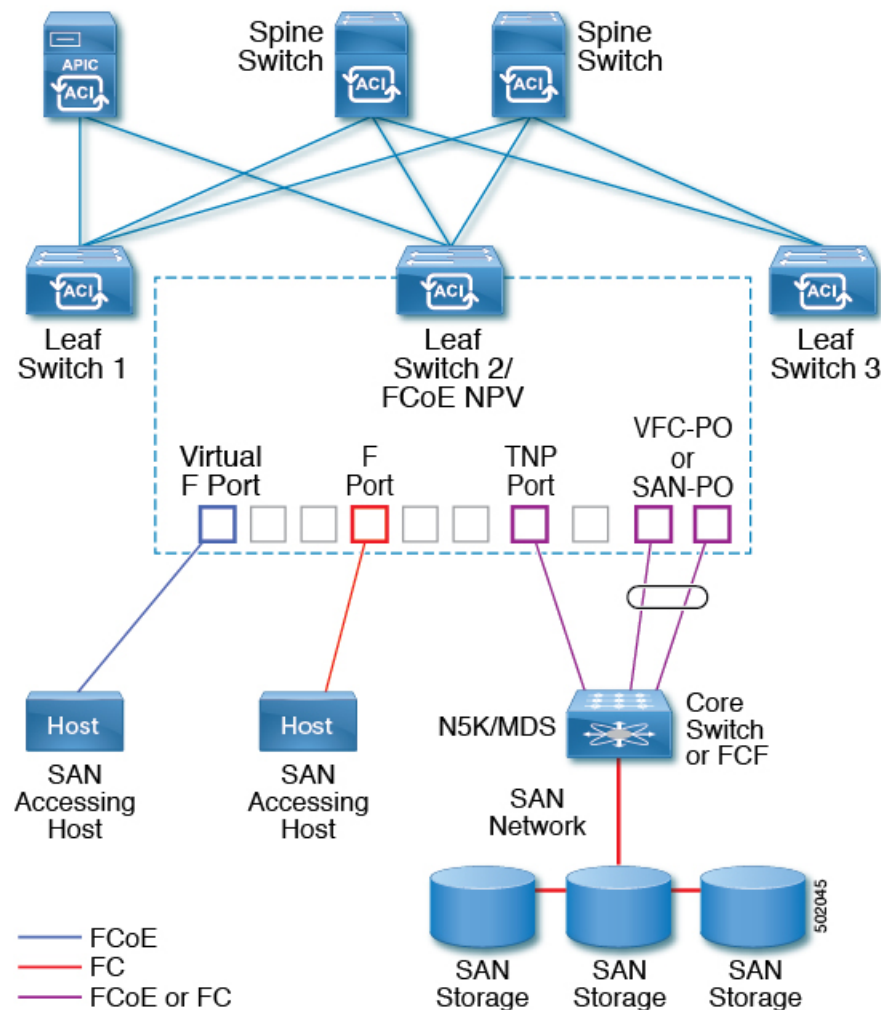 APIC
ACI
Spine
Switch
ACI
Spine
Switch
ACI
ACI
Leaf
Switch 1
ACI
Leaf
Switch 2/
FCoE NPV
ACI
Leaf
Switch 3
Virtual
F Port
F
Port
TNP
Port
VFC-PO
or
SAN-PO
Host
SAN
Accessing
Host
Host
SAN
Accessing
Host
N5K/MDS
Core
Switch
or FCF
SAN
Network
SAN
Storage
SAN
Storage
SAN
Storage
502045
FCoE
FC
FCoE or FC